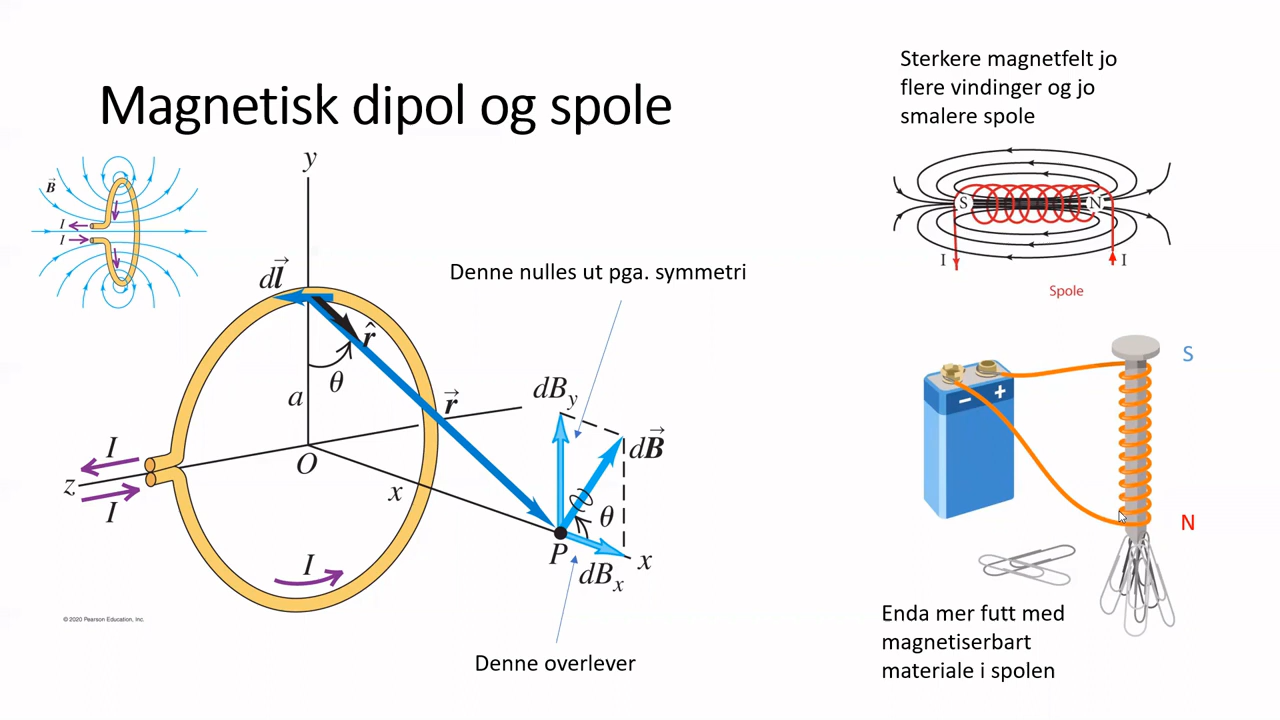 Magnetisk dipol og spole
Sterkere magnetfelt jo
flere vindinger og jo
smalere spole
B⃗
I
I
y
dl⃗
r̂
θ
a
r⃗
O
x
z
I
I
I
Denne nulles ut pga. symmetri
dB_y
dB⃗
θ
P
dB_x
x
Denne overlever
© 2020 Pearson Education, Inc.
S
N
I
I
Spole
S
− +
N
Enda mer futt med
magnetiserbart
materiale i spolen